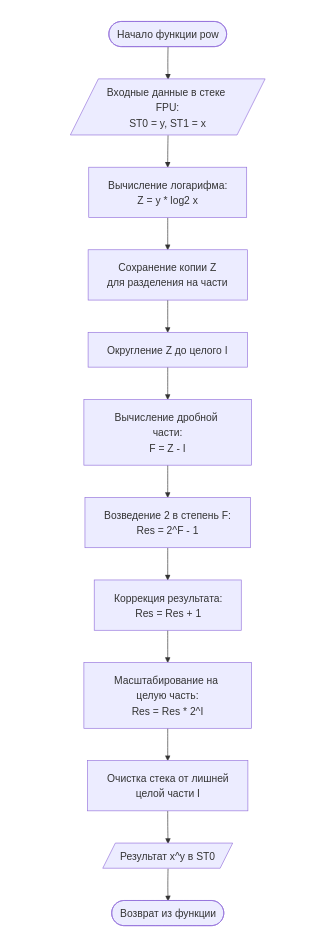 Начало функции pow
Входные данные в стеке
FPU:
ST0 = y, ST1 = x
Вычисление логарифма:
Z = y * log2 x
Сохранение копии Z
для разделения на части
Округление Z до целого I
Вычисление дробной
части:
F = Z - I
Возведение 2 в степень F:
Res = 2^F - 1
Коррекция результата:
Res = Res + 1
Масштабирование на
целую часть:
Res = Res * 2^I
Очистка стека от лишней
целой части I
Результат x^y в ST0
Возврат из функции